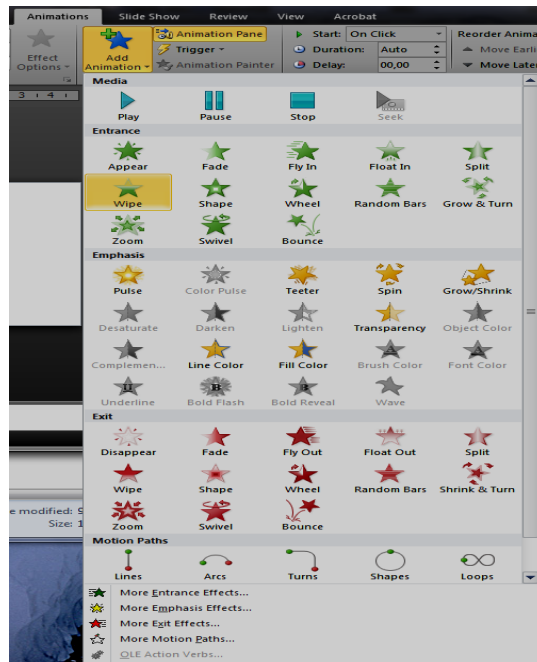 Animations Slide Show Review View Acrobat
Effect Options
Add Animation
Animation Pane
Trigger
Animation Painter
Start: On Click
Duration: Auto
Delay: 00,00
Reorder Anima
Move Earli
Move Late
3 4
Media
Play Pause Stop Seek
Entrance
Appear Fade Fly In Float In Split
Wipe Shape Wheel Random Bars Grow & Turn
Zoom Swivel Bounce
Emphasis
Pulse Color Pulse Teeter Spin Grow/Shrink
Desaturate Darken Lighten Transparency Object Color
Complemen... Line Color Fill Color Brush Color Font Color
Underline Bold Flash Bold Reveal Wave
Exit
Disappear Fade Fly Out Float Out Split
Wipe Shape Wheel Random Bars Shrink & Turn
Zoom Swivel Bounce
Motion Paths
Lines Arcs Turns Shapes Loops
More Entrance Effects...
More Emphasis Effects...
More Exit Effects...
More Motion Paths...
OLE Action Verbs...
e modified: 9
Size: 1